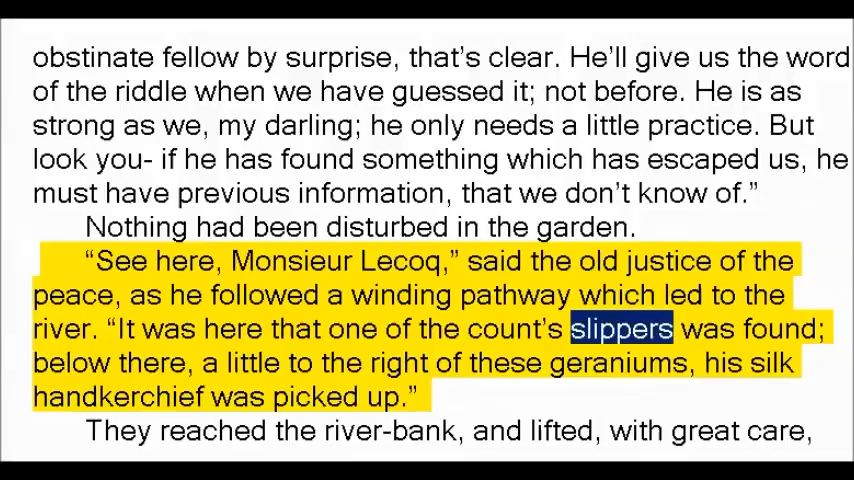 obstinate fellow by surprise, that’s clear. He’ll give us the word
of the riddle when we have guessed it; not before. He is as
strong as we, my darling; he only needs a little practice. But
look you- if he has found something which has escaped us, he
must have previous information, that we don’t know of.”
Nothing had been disturbed in the garden.
“See here, Monsieur Lecoq,” said the old justice of the
peace, as he followed a winding pathway which led to the
river. “It was here that one of the count’s slippers was found;
below there, a little to the right of these geraniums, his silk
handkerchief was picked up.”
They reached the river-bank, and lifted, with great care,